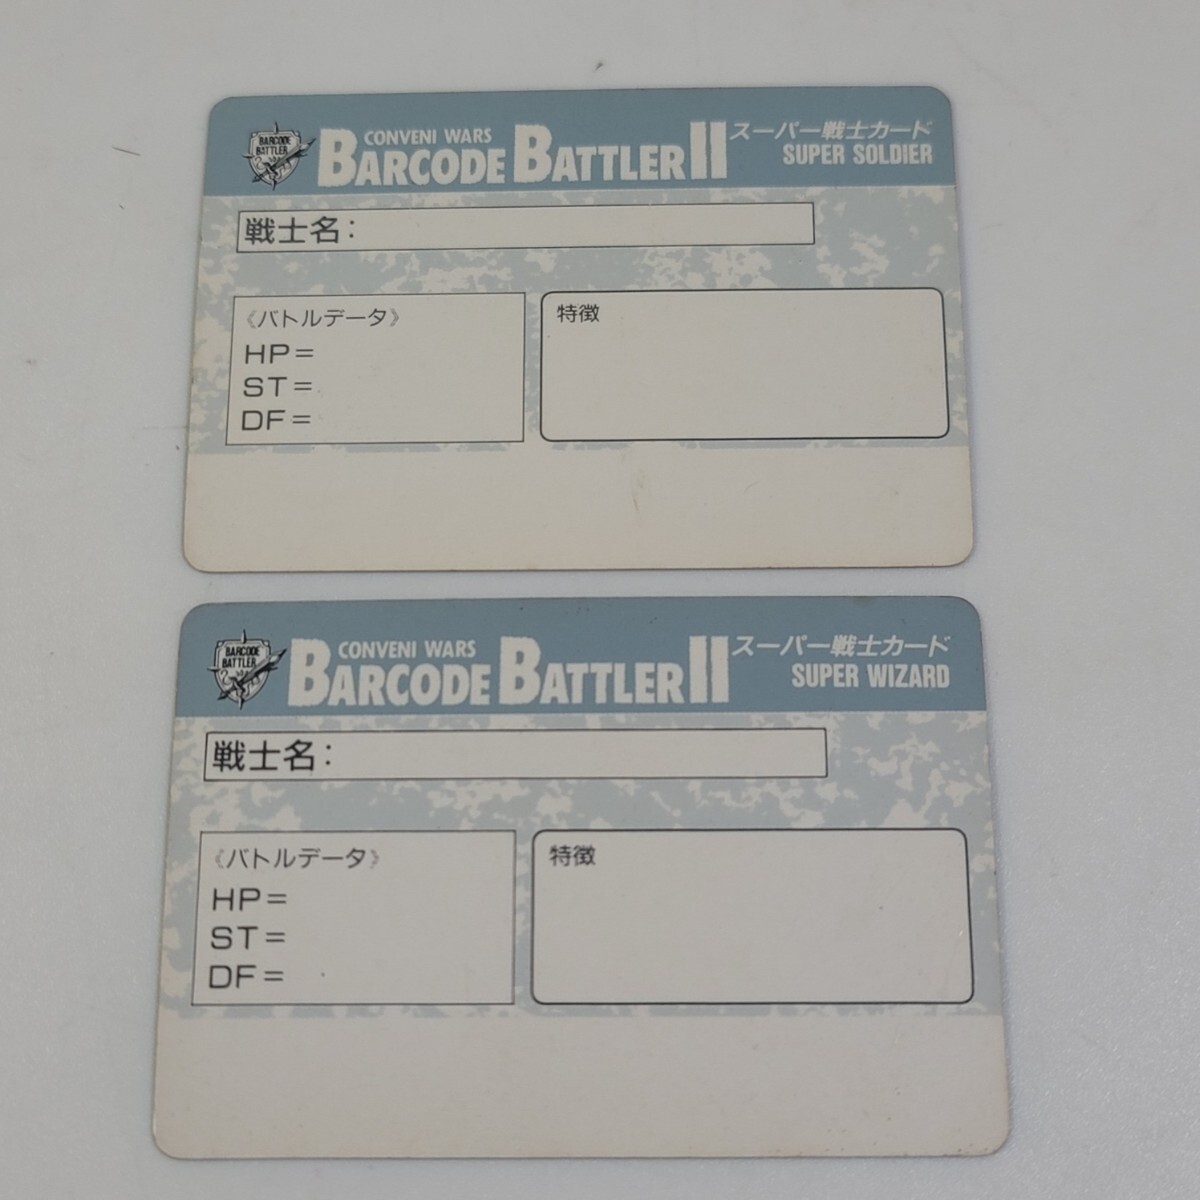 BARCODE
BATTLER
CONVENI WARS
BARCODE BATTLER II
スーパー戦士カード
SUPER SOLDIER
戦士名:
《バトルデータ》
HP=
ST=
DF=
特徴
BARCODE
BATTLER
CONVENI WARS
BARCODE BATTLER II
スーパー戦士カード
SUPER WIZARD
戦士名:
《バトルデータ》
HP=
ST=
DF=
特徴